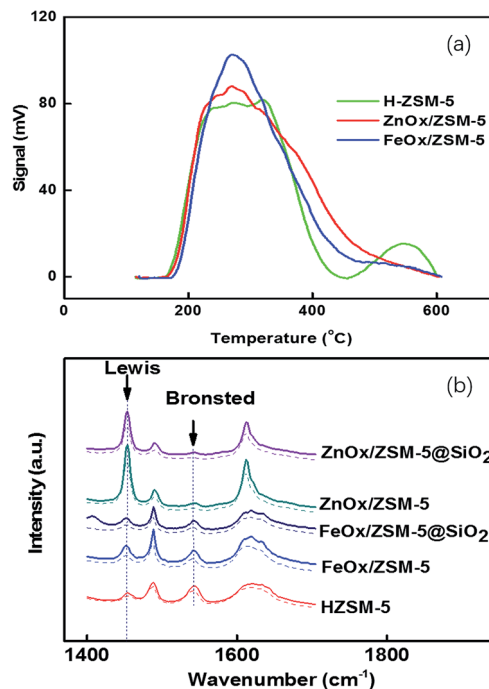 120
(a)
H-ZSM-5
ZnOx/ZSM-5
FeOx/ZSM-5
80
40
0
Signal (mV)
0 200 400 600
Temperature (°C)
Lewis
(b)
Bronsted
ZnOx/ZSM-5@SiO2
ZnOx/ZSM-5
FeOx/ZSM-5@SiO2
FeOx/ZSM-5
HZSM-5
Intensity (a.u.)
1400 1600 1800
Wavenumber (cm⁻¹)